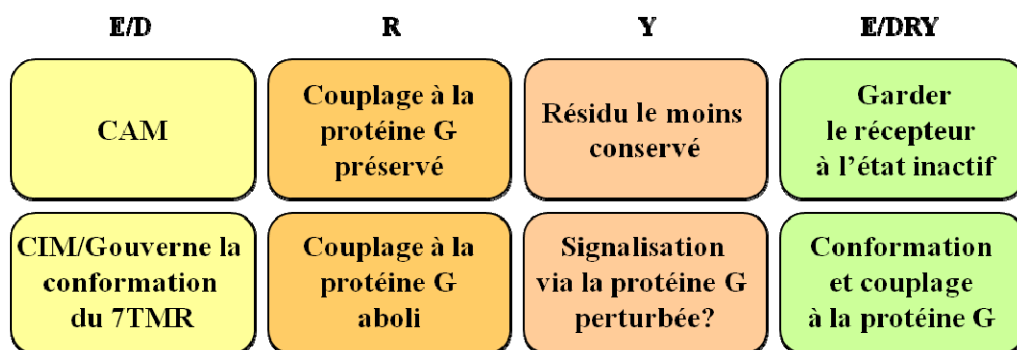 E/D R Y E/DRY
CAM
Couplage à la
protéine G
préservé
Résidu le moins
conservé
Garder
le récepteur
à l'état inactif
CIM/Gouverne la
conformation
du 7TMR
Couplage à la
protéine G
aboli
Signalisation
via la protéine G
perturbée?
Conformation
et couplage
à la protéine G